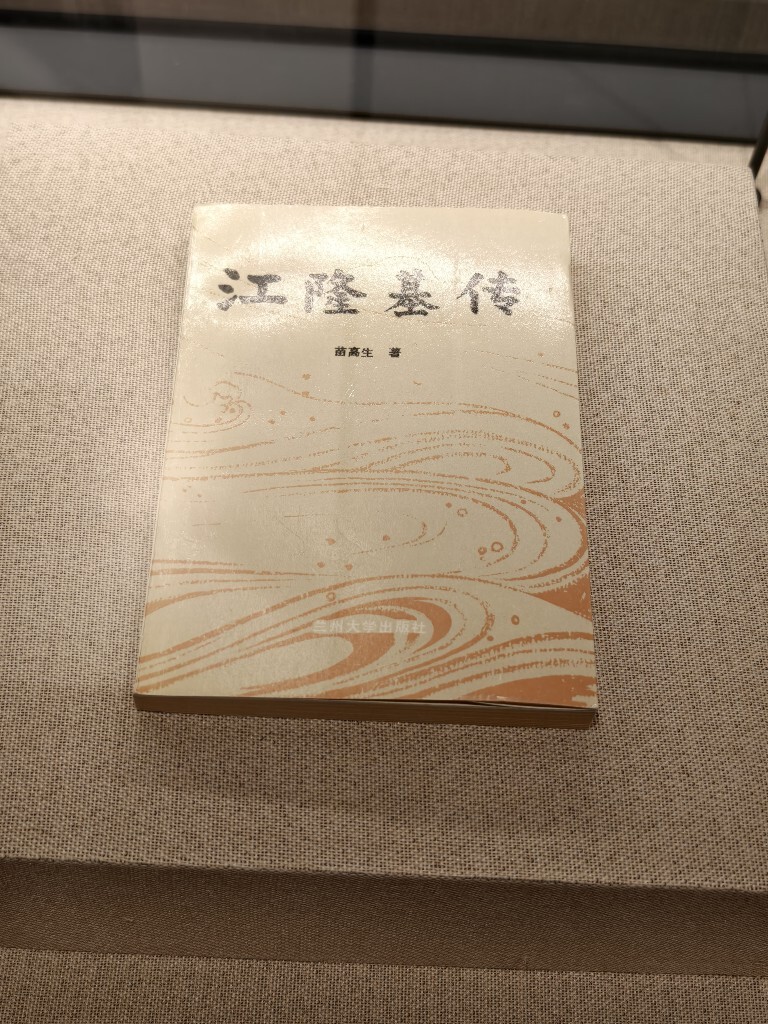 江隆基传
苗高生 著
兰州大学出版社